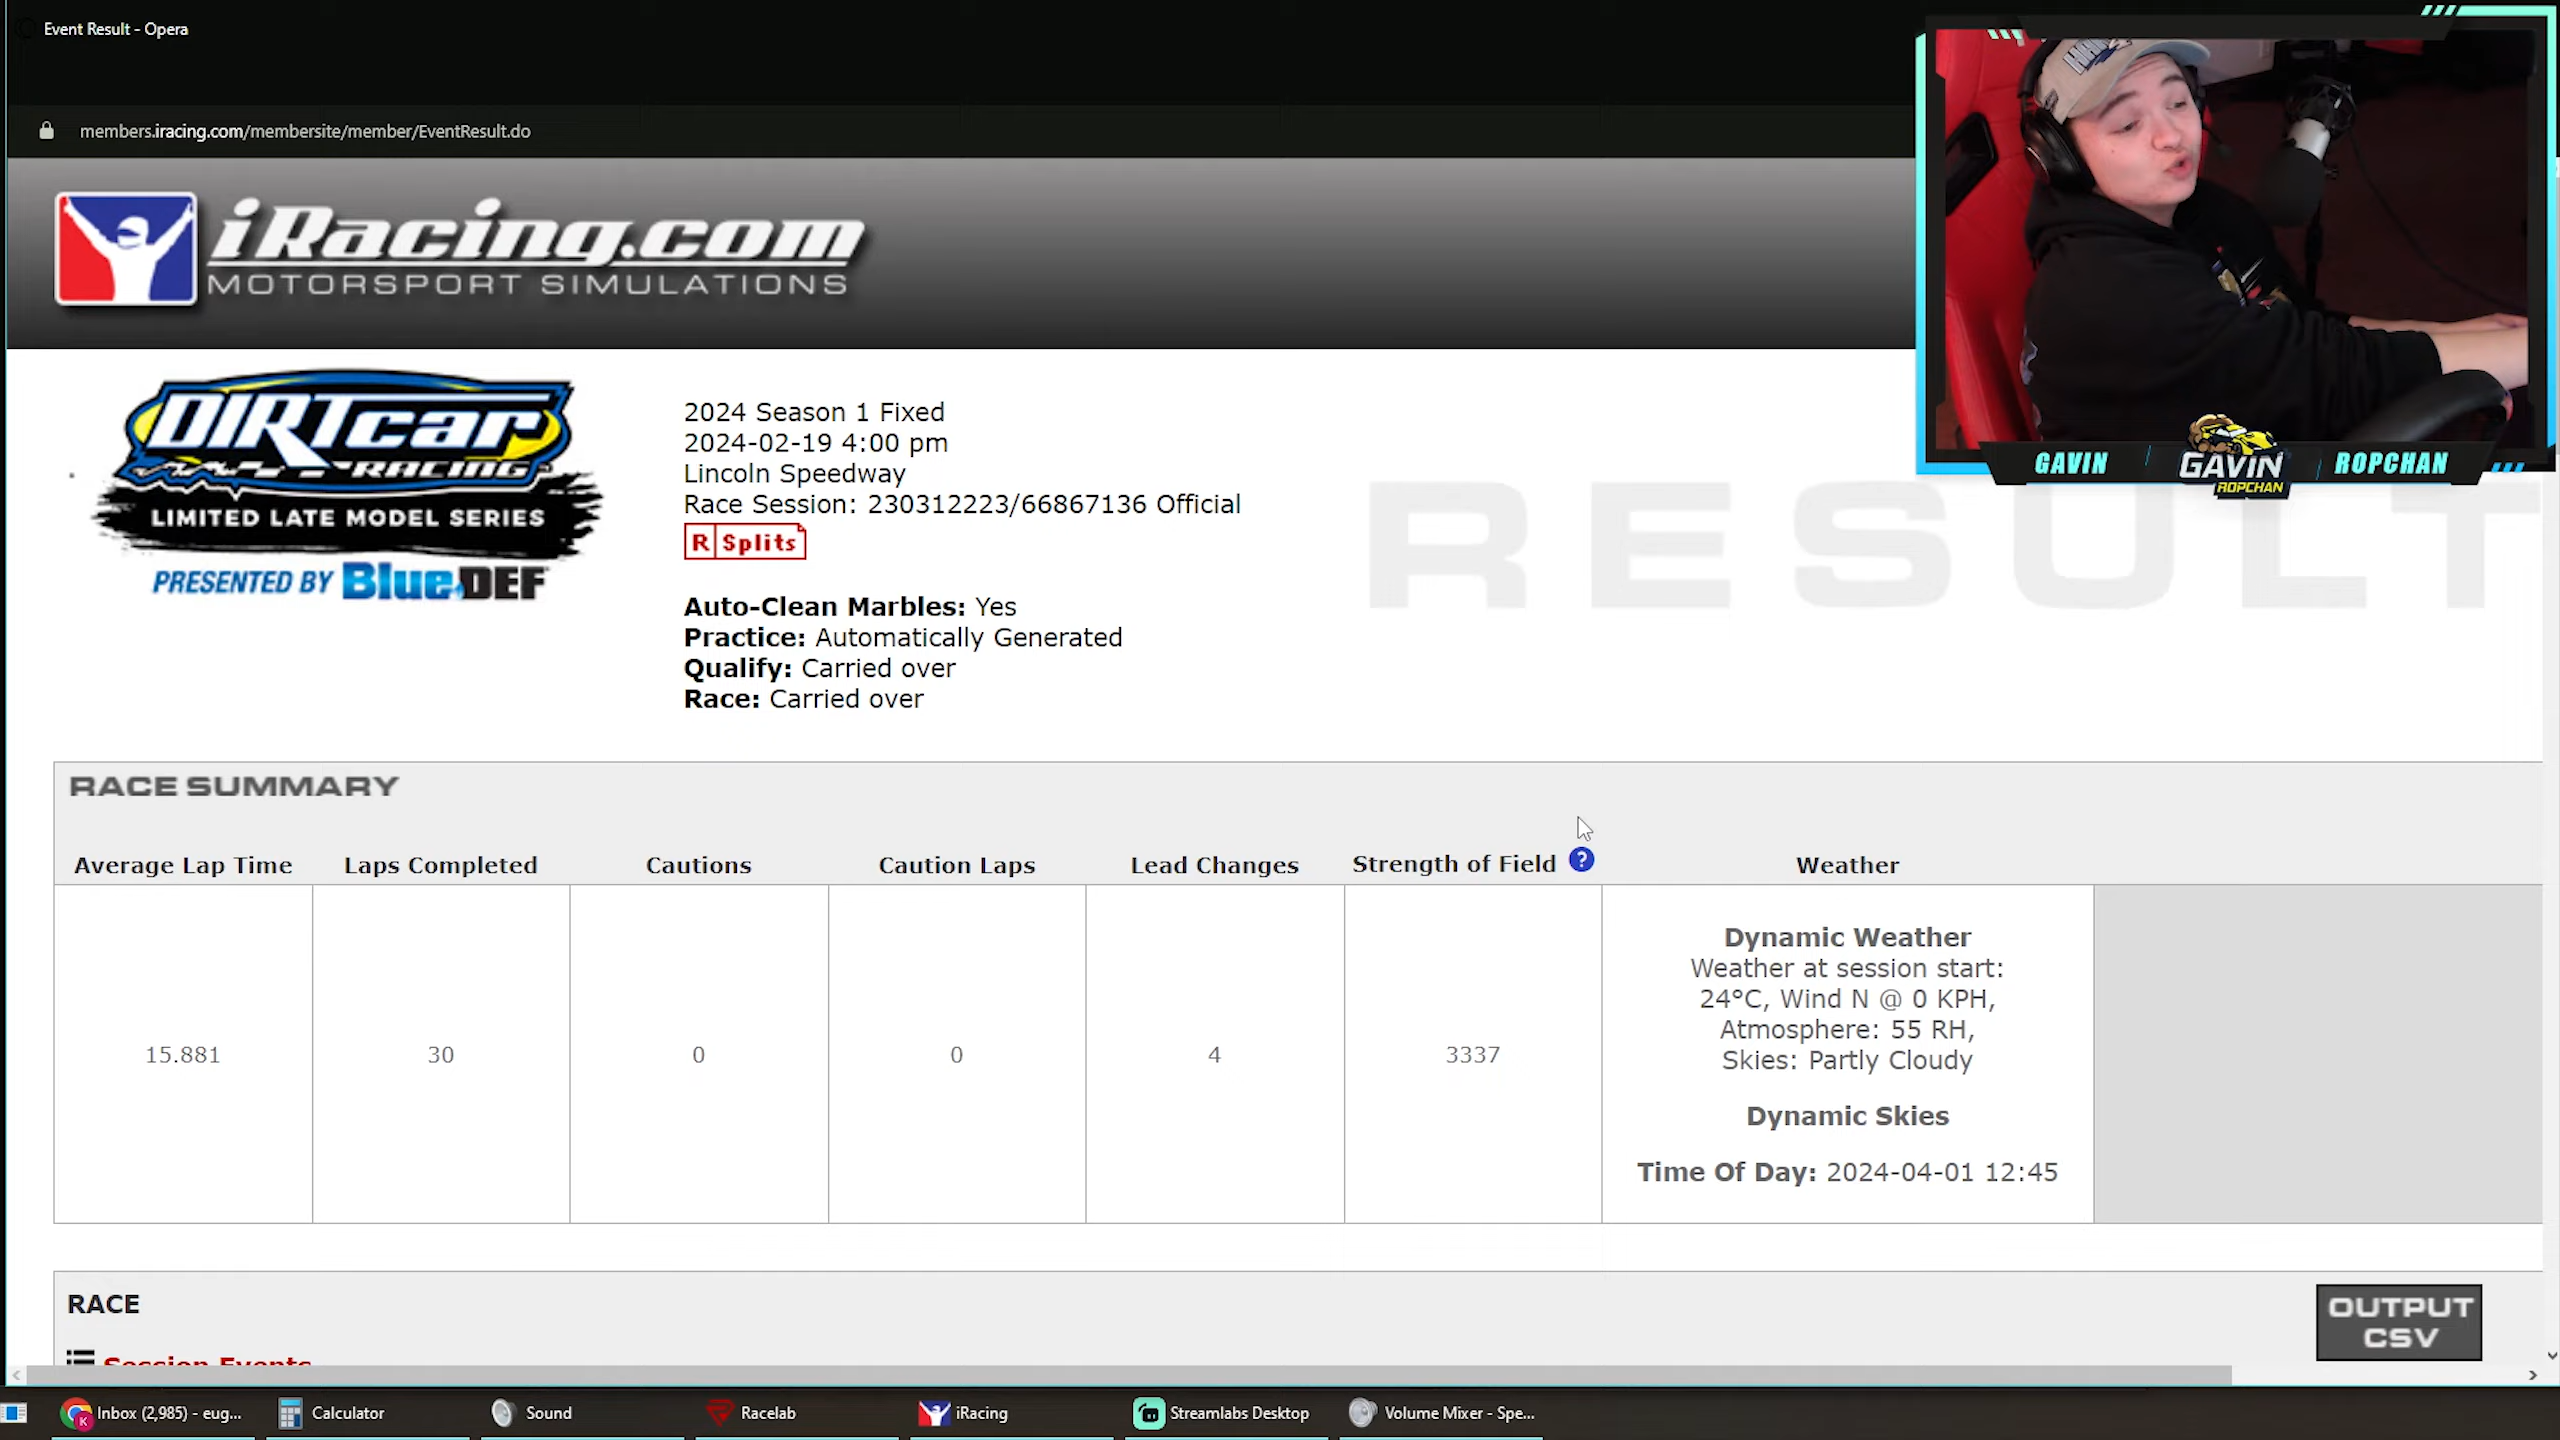 Event Result - Opera
members.iracing.com/membersite/member/EventResult.do
iRacing.com
MOTORSPORT SIMULATIONS
GAVIN
GAVIN
ROPCHAN
ROPCHAN
DIRTcar
RACING
LIMITED LATE MODEL SERIES
PRESENTED BY BlueDEF
2024 Season 1 Fixed
2024-02-19 4:00 pm
Lincoln Speedway
Race Session: 230312223/66867136 Official
R Splits
RESULT
Auto-Clean Marbles: Yes
Practice: Automatically Generated
Qualify: Carried over
Race: Carried over
RACE SUMMARY
Average Lap Time Laps Completed Cautions Caution Laps Lead Changes Strength of Field ? Weather
15.881 30 0 0 4 3337
Dynamic Weather
Weather at session start:
24°C, Wind N @ 0 KPH,
Atmosphere: 55 RH,
Skies: Partly Cloudy
Dynamic Skies
Time Of Day: 2024-04-01 12:45
RACE
OUTPUT
CSV
Session Events
Inbox (2,985) - eug... Calculator Sound Racelab iRacing Streamlabs Desktop Volume Mixer - Spe...